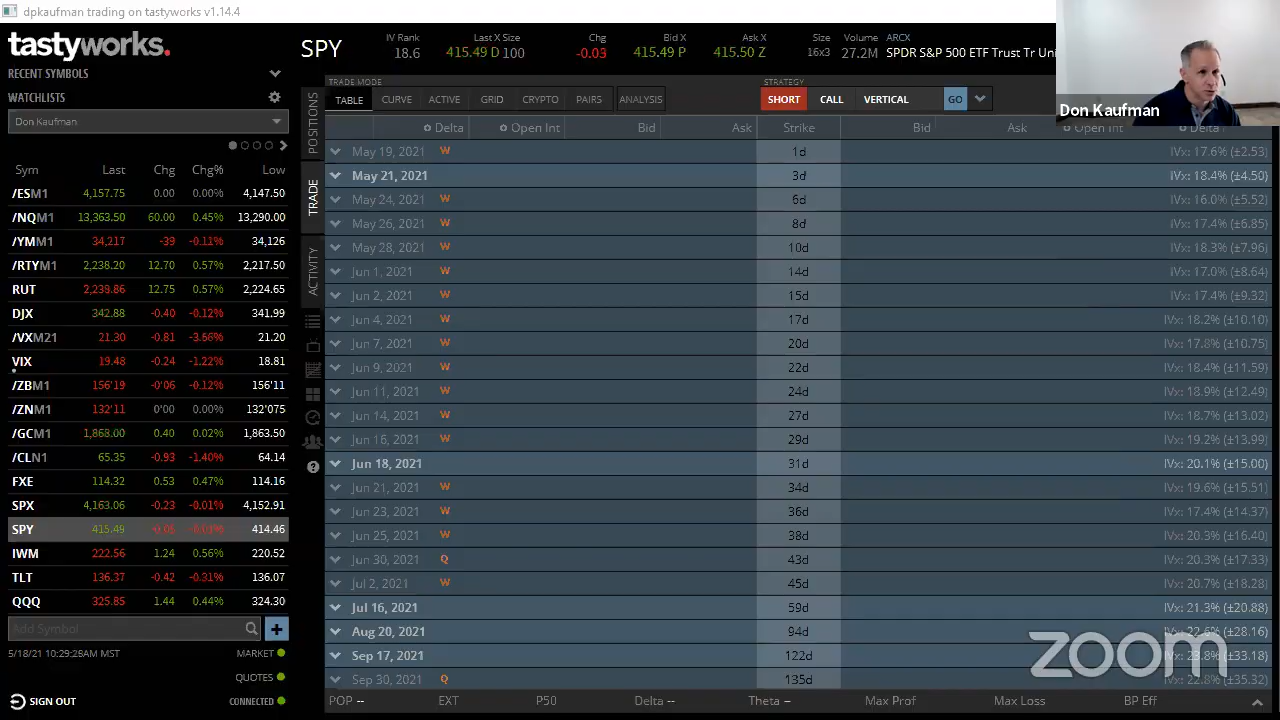 dpkaufman trading on tastyworks v1.14.4
tastyworks.
RECENT SYMBOLS
WATCHLISTS
Don Kaufman
Sym Last Chg Chg% Low
/ESM1 4,157.75 0.00 0.00% 4,147.50
/NQM1 13,363.50 60.00 0.45% 13,290.00
/YMM1 34,217 -39 -0.11% 34,126
/RTYM1 2,238.20 12.70 0.57% 2,217.50
RUT 2,239.86 12.75 0.57% 2,224.65
DJX 342.88 -0.40 -0.12% 341.99
/VXM21 21.30 -0.81 -3.66% 21.20
VIX 19.48 -0.24 -1.22% 18.81
/ZBM1 156'19 -0'06 -0.12% 156'11
/ZNM1 132'11 0'00 0.00% 132'075
/GCM1 1,868.00 0.40 0.02% 1,863.50
/CLN1 65.35 -0.93 -1.40% 64.14
FXE 114.32 0.53 0.47% 114.16
SPX 4,163.06 -0.23 -0.01% 4,152.91
SPY 415.49 -0.01% 414.46
IWM 222.56 1.24 0.56% 220.52
TLT 136.37 -0.42 -0.31% 136.07
QQQ 325.85 1.44 0.44% 324.30
Add Symbol
5/18/21 10:29:28AM MST MARKET
QUOTES
SIGN OUT CONNECTED
POSITIONS
TRADE
ACTIVITY
SPY
IV Rank Last X Size Chg Bid X Ask X Size Volume ARCX
18.6 415.49 D 100 -0.03 415.49 P 415.50 Z 16x3 27.2M SPDR S&P 500 ETF Trust Tr Uni
TRADE MODE STRATEGY
TABLE CURVE ACTIVE GRID CRYPTO PAIRS ANALYSIS SHORT CALL VERTICAL GO
Don Kaufman
Delta Open Int Bid Ask Strike Bid Ask Open Int Delta
May 19, 2021 W 1d IVx: 17.6% (±2.53)
May 21, 2021 3d IVx: 18.4% (±4.50)
May 24, 2021 W 6d IVx: 16.0% (±5.52)
May 26, 2021 W 8d IVx: 17.4% (±6.85)
May 28, 2021 W 10d IVx: 18.3% (±7.96)
Jun 1, 2021 W 14d IVx: 17.0% (±8.64)
Jun 2, 2021 W 15d IVx: 17.4% (±9.32)
Jun 4, 2021 W 17d IVx: 18.2% (±10.10)
Jun 7, 2021 W 20d IVx: 17.8% (±10.75)
Jun 9, 2021 W 22d IVx: 18.4% (±11.59)
Jun 11, 2021 W 24d IVx: 18.9% (±12.49)
Jun 14, 2021 W 27d IVx: 18.7% (±13.02)
Jun 16, 2021 W 29d IVx: 19.2% (±13.99)
Jun 18, 2021 31d IVx: 20.1% (±15.00)
Jun 21, 2021 W 34d IVx: 19.6% (±15.51)
Jun 23, 2021 W 36d IVx: 17.4% (±14.37)
Jun 25, 2021 W 38d IVx: 20.3% (±16.40)
Jun 30, 2021 Q 43d IVx: 20.3% (±17.33)
Jul 2, 2021 W 45d IVx: 20.7% (±18.28)
Jul 16, 2021 59d IVx: 21.3% (±20.88)
Aug 20, 2021 94d IVx: 22.6% (±28.16)
Sep 17, 2021 122d IVx: 23.8% (±33.18)
Sep 30, 2021 Q 135d IVx: 22.8% (±35.32)
zoom
POP -- EXT P50 Delta -- Theta -- Max Prof Max Loss BP Eff